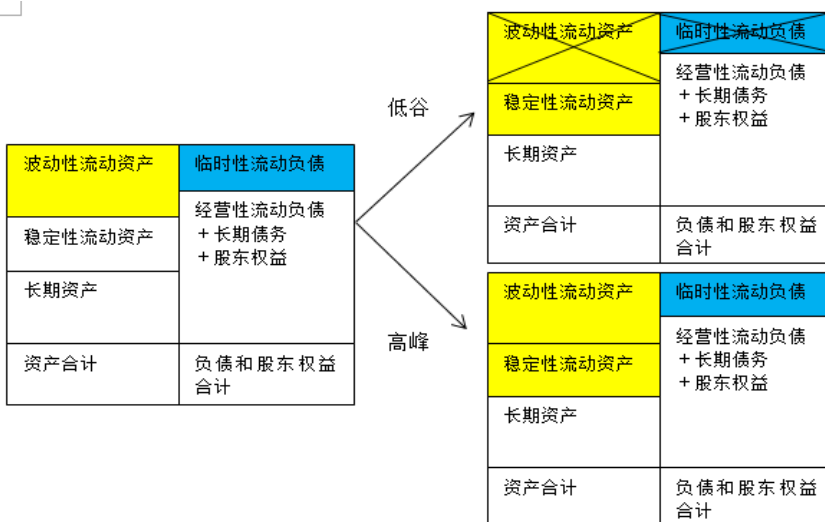 波动性流动资产
临时性流动负债
稳定性流动资产
经营性流动负债
＋长期债务
＋股东权益
长期资产
资产合计
负债和股东权益
合计
低谷
高峰
波动性流动资产
临时性流动负债
稳定性流动资产
经营性流动负债
＋长期债务
＋股东权益
长期资产
资产合计
负债和股东权益
合计
波动性流动资产
临时性流动负债
稳定性流动资产
经营性流动负债
＋长期债务
＋股东权益
长期资产
资产合计
负债和股东权益
合计